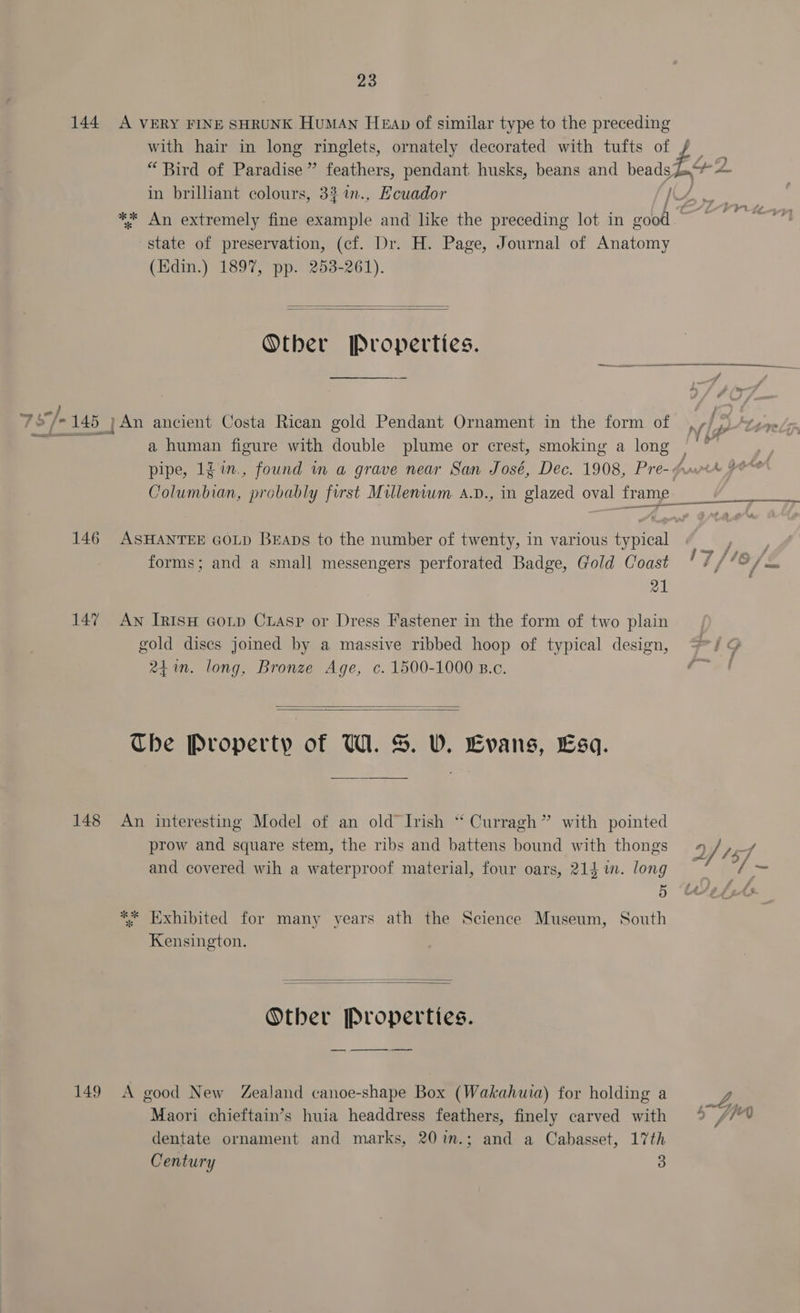 23
144 A VERY FINE SHRUNK HUMAN HEAD of similar type to the preceding
with hair in long ringlets, ornately decorated with tufts of
“Bird of Paradise” feathers, pendant husks, beans and beads
in brilliant colours, 3¾ in., Ecuador
*** An extremely fine example and like the preceding lot in good
state of preservation, (cf. Dr. H. Page, Journal of Anatomy
(Edin.) 1897, pp. 253-261).
Other Properties.
75/- 145 An ancient Costa Rican gold Pendant Ornament in the form of
a human figure with double plume or crest, smoking a long
pipe, 1¾ in., found in a grave near San José, Dec. 1908, Pre-
Columbian, probably first Millenium A.D., in glazed oval frame
146 ASHANTEE GOLD BEADS to the number of twenty, in various typical
forms; and a small messengers perforated Badge, Gold Coast
21
147 AN IRISH GOLD CLASP or Dress Fastener in the form of two plain
gold discs joined by a massive ribbed hoop of typical design,
2¼ in. long, Bronze Age, c. 1500-1000 B.C.
The Property of W. S. V. Evans, Esq.
148 An interesting Model of an old Irish “Curragh” with pointed
prow and square stem, the ribs and battens bound with thongs
and covered wih a waterproof material, four oars, 21½ in. long
5
*** Exhibited for many years ath the Science Museum, South
Kensington.
Other Properties.
149 A good New Zealand canoe-shape Box (Wakahuia) for holding a
Maori chieftain’s huia headdress feathers, finely carved with
dentate ornament and marks, 20 in.; and a Cabasset, 17th
Century 3